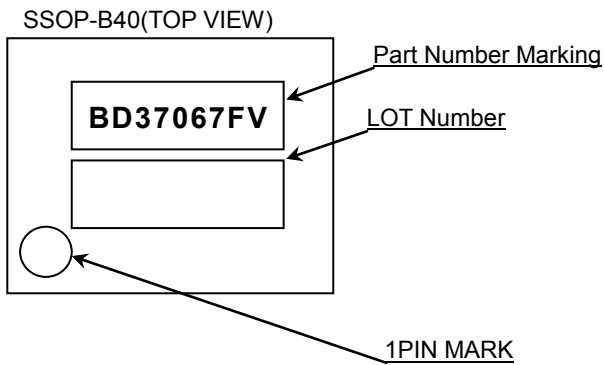 SSOP-B40(TOP VIEW)
Part Number Marking
BD37067FV
LOT Number
1PIN MARK